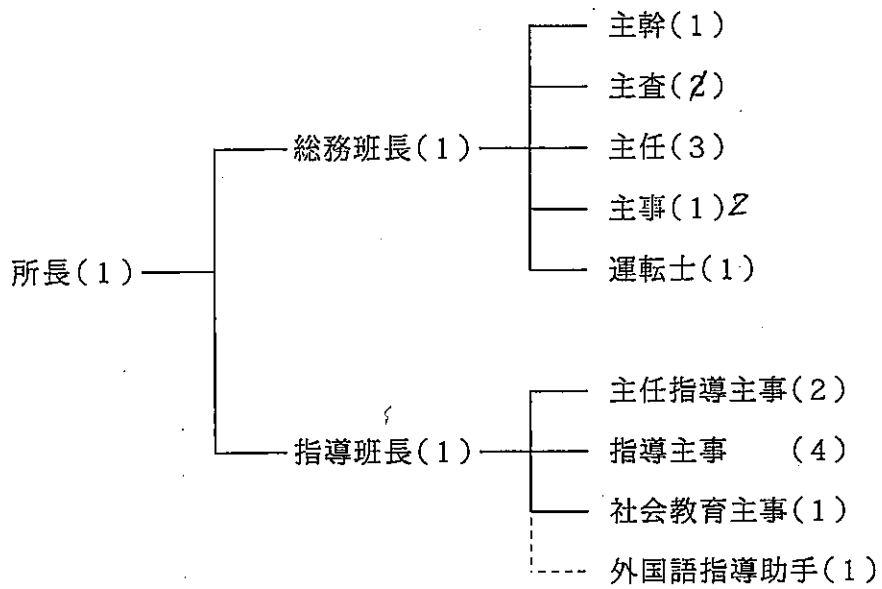 主幹(1)
主査(2)
総務班長(1)
主任(3)
主事(1)2
所長(1)
運転士(1)
主任指導主事(2)
指導班長(1)
指導主事 (4)
社会教育主事(1)
外国語指導助手(1)